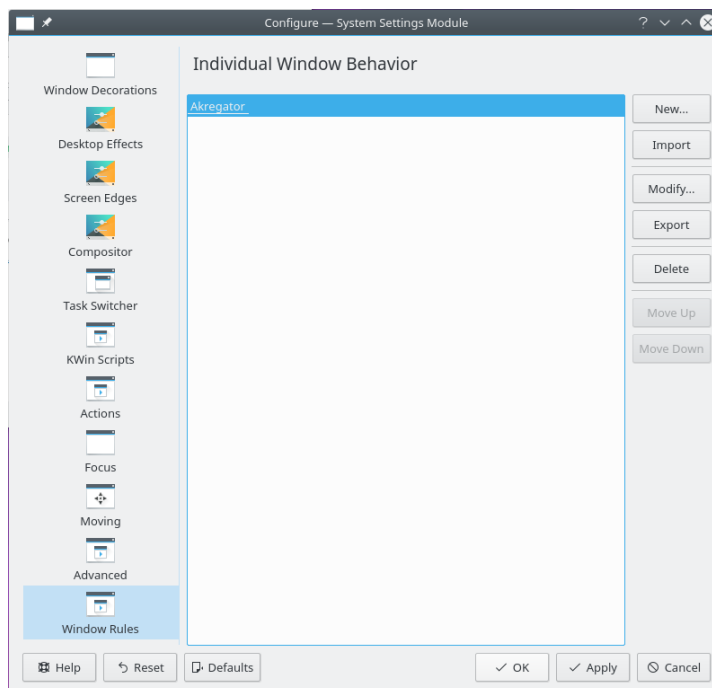 Configure — System Settings Module
Window Decorations
Desktop Effects
Screen Edges
Compositor
Task Switcher
KWin Scripts
Actions
Focus
Moving
Advanced
Window Rules
Individual Window Behavior
Akregator
New...
Import
Modify...
Export
Delete
Move Up
Move Down
Help
Reset
Defaults
OK
Apply
Cancel